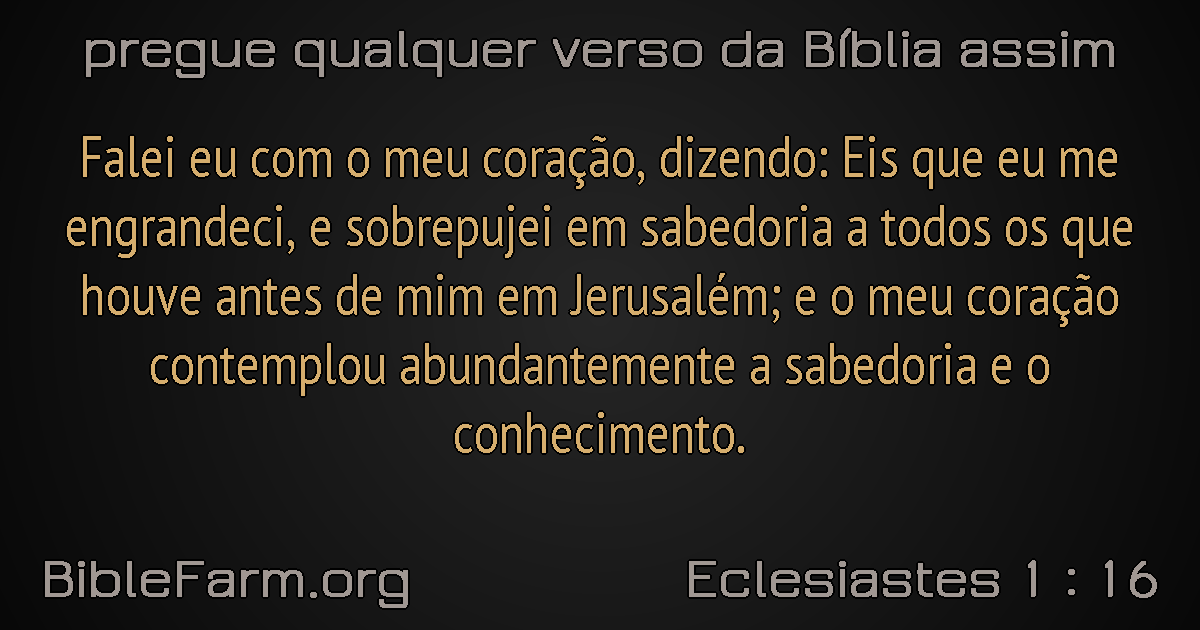 pregue qualquer verso da Bíblia assim
Falei eu com o meu coração, dizendo: Eis que eu me
engrandeci, e sobrepujei em sabedoria a todos os que
houve antes de mim em Jerusalém; e o meu coração
contemplou abundantemente a sabedoria e o
conhecimento.
BibleFarm.org
Eclesiastes 1 : 16